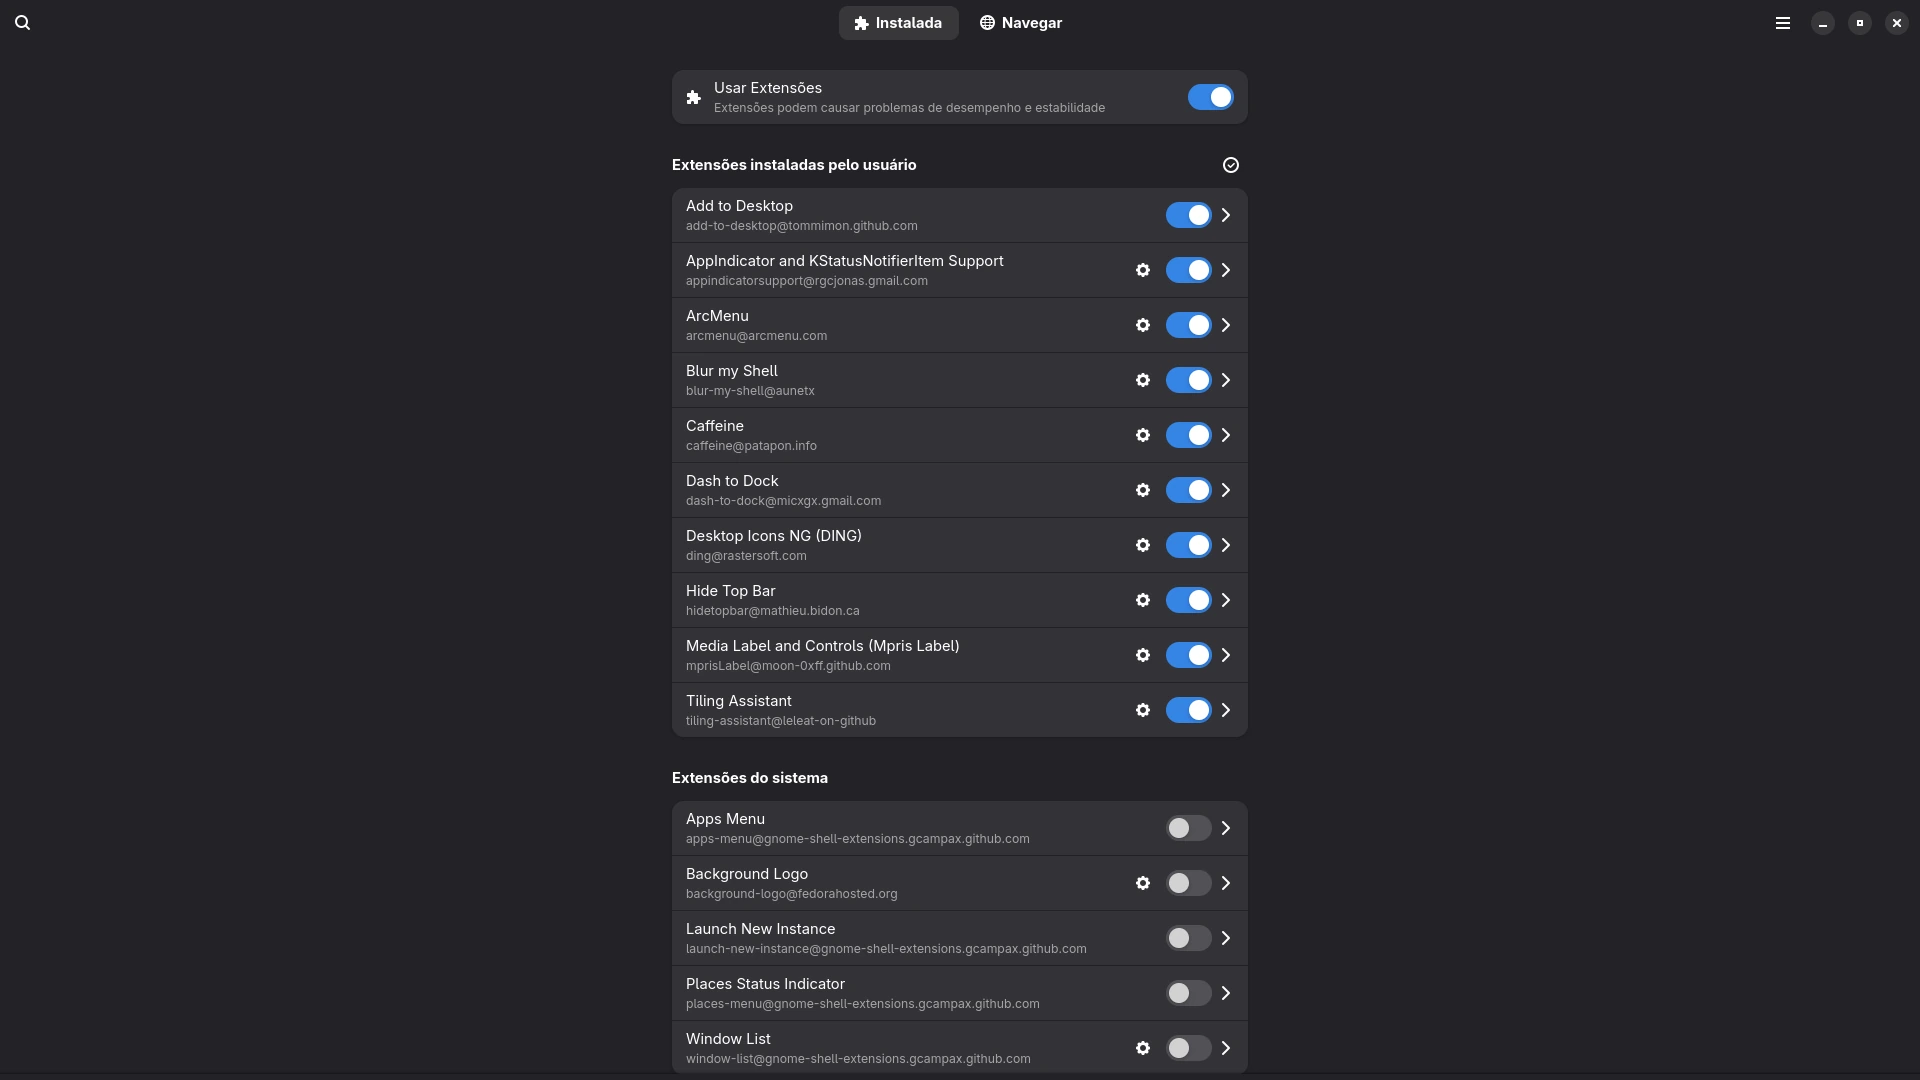 Instalada
Navegar
Usar Extensões
Extensões podem causar problemas de desempenho e estabilidade
Extensões instaladas pelo usuário
Add to Desktop
add-to-desktop@tommimon.github.com
AppIndicator and KStatusNotifierItem Support
appindicatorsupport@rgcjonas.gmail.com
ArcMenu
arcmenu@arcmenu.com
Blur my Shell
blur-my-shell@aunetx
Caffeine
caffeine@patapon.info
Dash to Dock
dash-to-dock@micxgx.gmail.com
Desktop Icons NG (DING)
ding@rastersoft.com
Hide Top Bar
hidetopbar@mathieu.bidon.ca
Media Label and Controls (Mpris Label)
mprisLabel@moon-0xff.github.com
Tiling Assistant
tiling-assistant@leleat-on-github
Extensões do sistema
Apps Menu
apps-menu@gnome-shell-extensions.gcampax.github.com
Background Logo
background-logo@fedorahosted.org
Launch New Instance
launch-new-instance@gnome-shell-extensions.gcampax.github.com
Places Status Indicator
places-menu@gnome-shell-extensions.gcampax.github.com
Window List
window-list@gnome-shell-extensions.gcampax.github.com